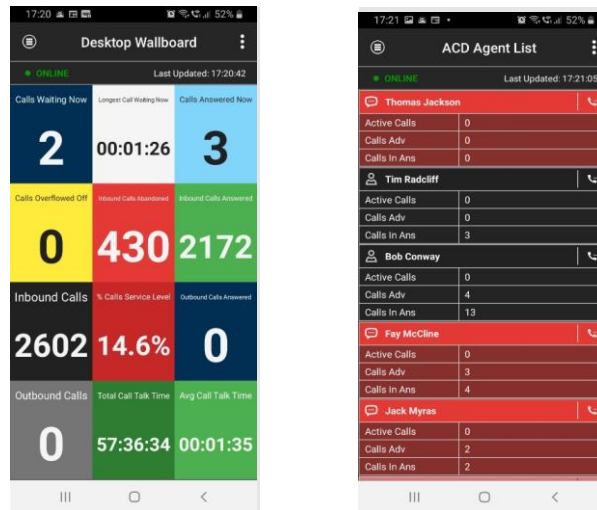 17:20 52%
Desktop Wallboard
ONLINE Last Updated: 17:20:42
Calls Waiting Now Longest Call Waiting Now Calls Answered Now
2 00:01:26 3
Calls Overflowed Off Inbound Calls Abandoned Inbound Calls Answered
0 430 2172
Inbound Calls % Calls Service Level Outbound Calls Answered
2602 14.6% 0
Outbound Calls Total Call Talk Time Avg Call Talk Time
0 57:36:34 00:01:35
17:21 52%
ACD Agent List
ONLINE Last Updated: 17:21:05
Thomas Jackson
Active Calls 0
Calls Adv 0
Calls In Ans 0
Tim Radcliff
Active Calls 0
Calls Adv 0
Calls In Ans 3
Bob Conway
Active Calls 0
Calls Adv 4
Calls In Ans 13
Fay McCline
Active Calls 0
Calls Adv 3
Calls In Ans 4
Jack Myras
Active Calls 0
Calls Adv 2
Calls In Ans 2